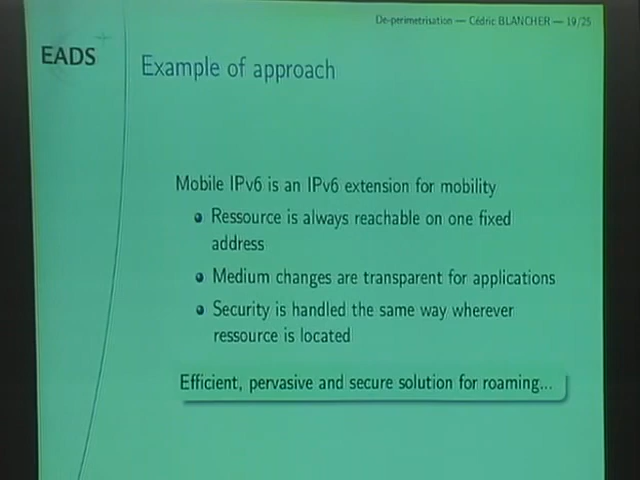 De-perimetrisation — Cédric BLANCHER — 19/25
EADS
Example of approach
Mobile IPv6 is an IPv6 extension for mobility
Ressource is always reachable on one fixed
address
Medium changes are transparent for applications
Security is handled the same way wherever
ressource is located
Efficient, pervasive and secure solution for roaming...